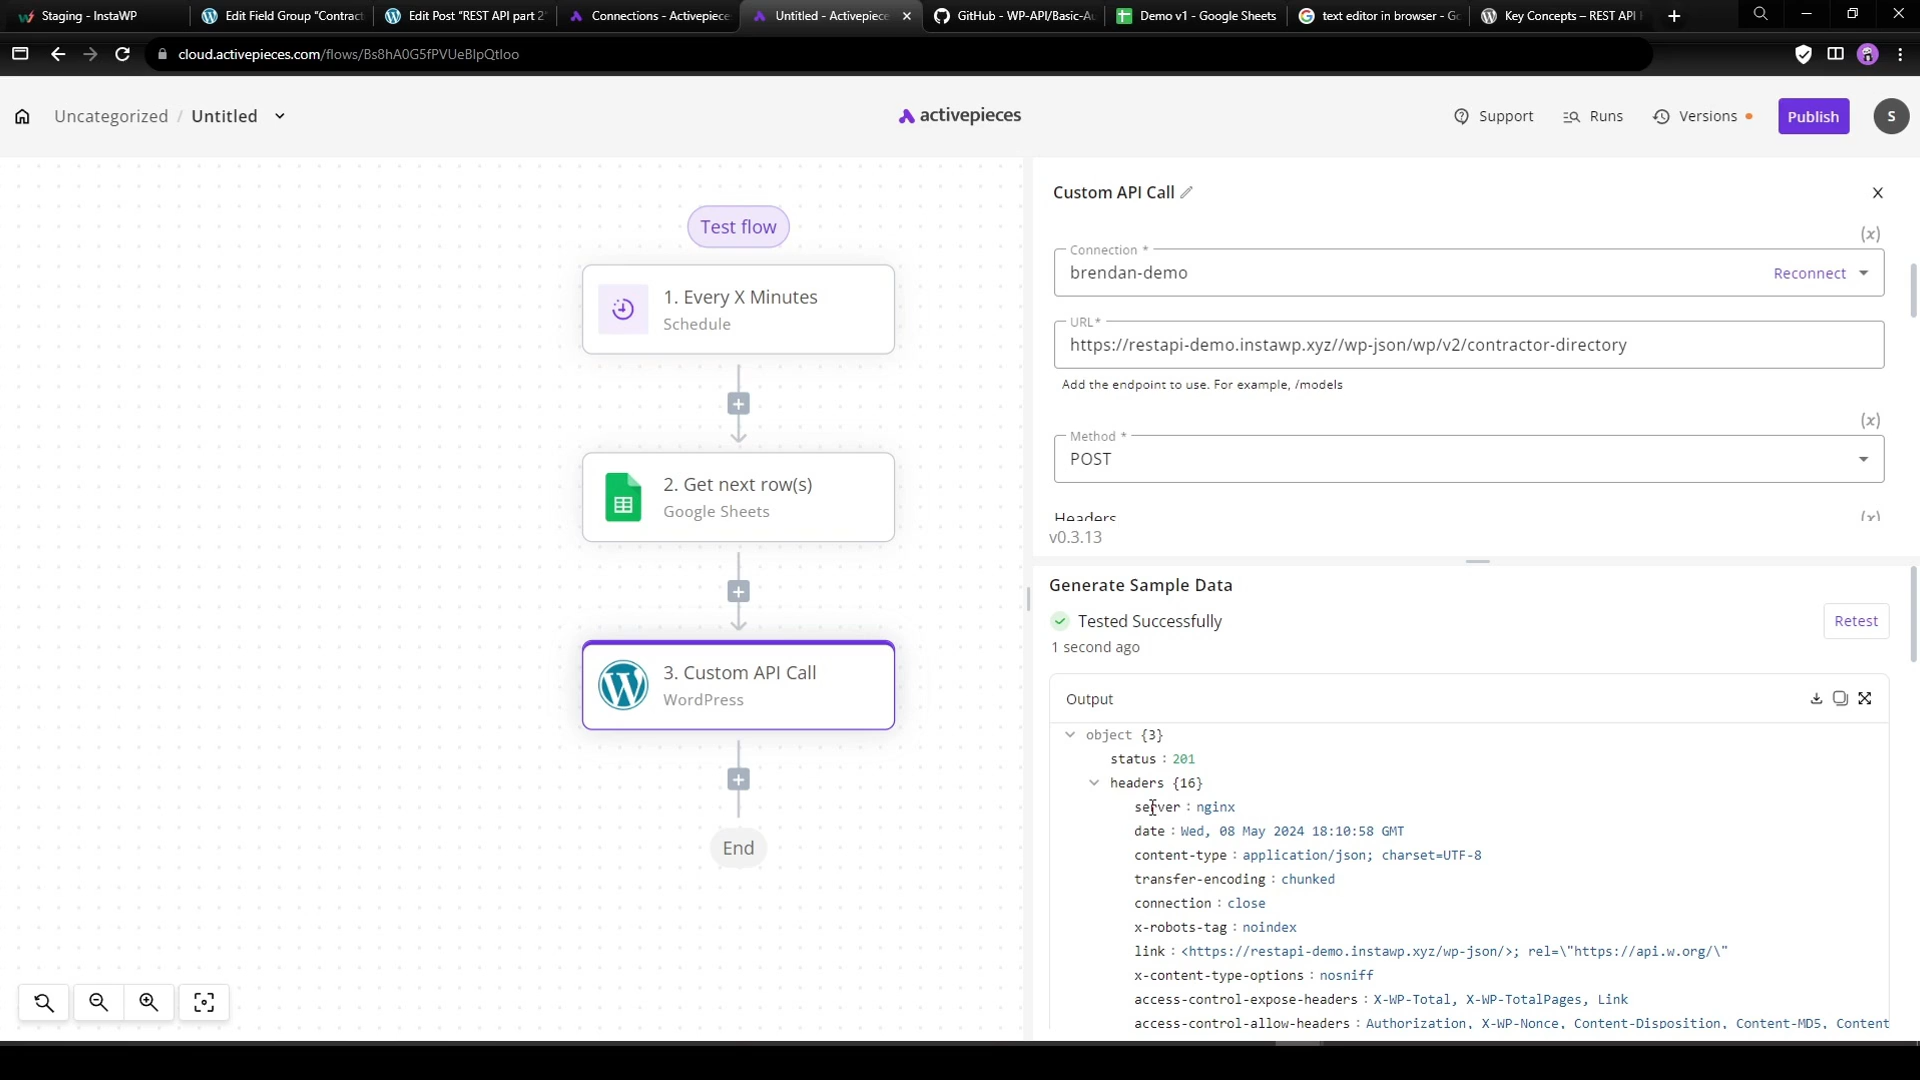 Staging - InstaWP
Edit Field Group "Contrac
Edit Post "REST API part 2"
Connections - Activepiece
Untitled - Activepiece
GitHub - WP-API/Basic-Au
Demo v1 - Google Sheets
text editor in browser - Go
Key Concepts – REST API H
cloud.activepieces.com/flows/Bs8hA0G5fPVUeBIpQtloo
Uncategorized / Untitled
activepieces
Support
Runs
Versions
Publish
S
Test flow
1. Every X Minutes
Schedule
2. Get next row(s)
Google Sheets
3. Custom API Call
WordPress
End
Custom API Call
(x)
Connection *
brendan-demo
Reconnect
URL*
https://restapi-demo.instawp.xyz//wp-json/wp/v2/contractor-directory
Add the endpoint to use. For example, /models
(x)
Method *
POST
Headers
(x)
v0.3.13
Generate Sample Data
Tested Successfully
1 second ago
Retest
Output
object {3}
status : 201
headers {16}
server : nginx
date : Wed, 08 May 2024 18:10:58 GMT
content-type : application/json; charset=UTF-8
transfer-encoding : chunked
connection : close
x-robots-tag : noindex
link : <https://restapi-demo.instawp.xyz/wp-json/>; rel=\"https://api.w.org/\"
x-content-type-options : nosniff
access-control-expose-headers : X-WP-Total, X-WP-TotalPages, Link
access-control-allow-headers : Authorization, X-WP-Nonce, Content-Disposition, Content-MD5, Content